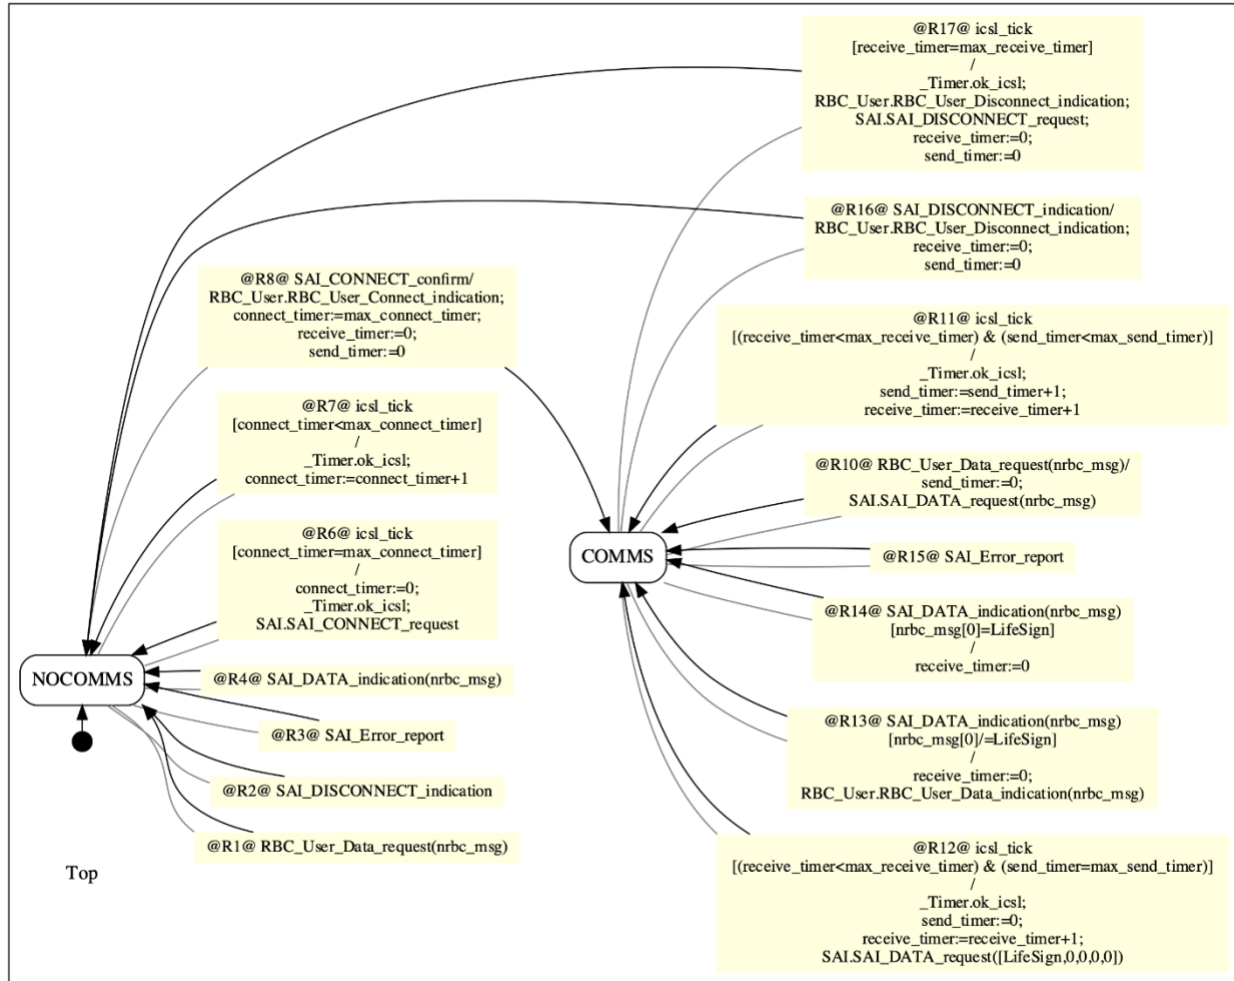 @R17@ icsl_tick
[receive_timer=max_receive_timer]
/
_Timer.ok_icsl;
RBC_User.RBC_User_Disconnect_indication;
SAI.SAI_DISCONNECT_request;
receive_timer:=0;
send_timer:=0
@R16@ SAI_DISCONNECT_indication/
RBC_User.RBC_User_Disconnect_indication;
receive_timer:=0;
send_timer:=0
@R8@ SAI_CONNECT_confirm/
RBC_User.RBC_User_Connect_indication;
connect_timer:=max_connect_timer;
receive_timer:=0;
send_timer:=0
@R11@ icsl_tick
[(receive_timer<max_receive_timer) & (send_timer<max_send_timer)]
/
_Timer.ok_icsl;
send_timer:=send_timer+1;
receive_timer:=receive_timer+1
@R7@ icsl_tick
[connect_timer<max_connect_timer]
/
_Timer.ok_icsl;
connect_timer:=connect_timer+1
@R10@ RBC_User_Data_request(nrbc_msg)/
send_timer:=0;
SAI.SAI_DATA_request(nrbc_msg)
@R6@ icsl_tick
[connect_timer=max_connect_timer]
/
connect_timer:=0;
_Timer.ok_icsl;
SAI.SAI_CONNECT_request
COMMS
@R15@ SAI_Error_report
@R14@ SAI_DATA_indication(nrbc_msg)
[nrbc_msg[0]=LifeSign]
/
receive_timer:=0
NOCOMMS
@R4@ SAI_DATA_indication(nrbc_msg)
@R3@ SAI_Error_report
@R13@ SAI_DATA_indication(nrbc_msg)
[nrbc_msg[0]/=LifeSign]
/
receive_timer:=0;
RBC_User.RBC_User_Data_indication(nrbc_msg)
@R2@ SAI_DISCONNECT_indication
@R1@ RBC_User_Data_request(nrbc_msg)
@R12@ icsl_tick
[(receive_timer<max_receive_timer) & (send_timer=max_send_timer)]
/
_Timer.ok_icsl;
send_timer:=0;
receive_timer:=receive_timer+1;
SAI.SAI_DATA_request([LifeSign,0,0,0,0])
Top